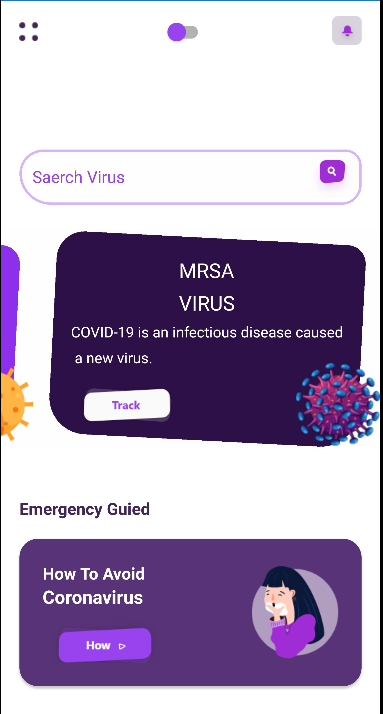 Saerch Virus
MRSA
VIRUS
COVID-19 is an infectious disease caused
a new virus.
Track
Emergency Guied
How To Avoid
Coronavirus
How